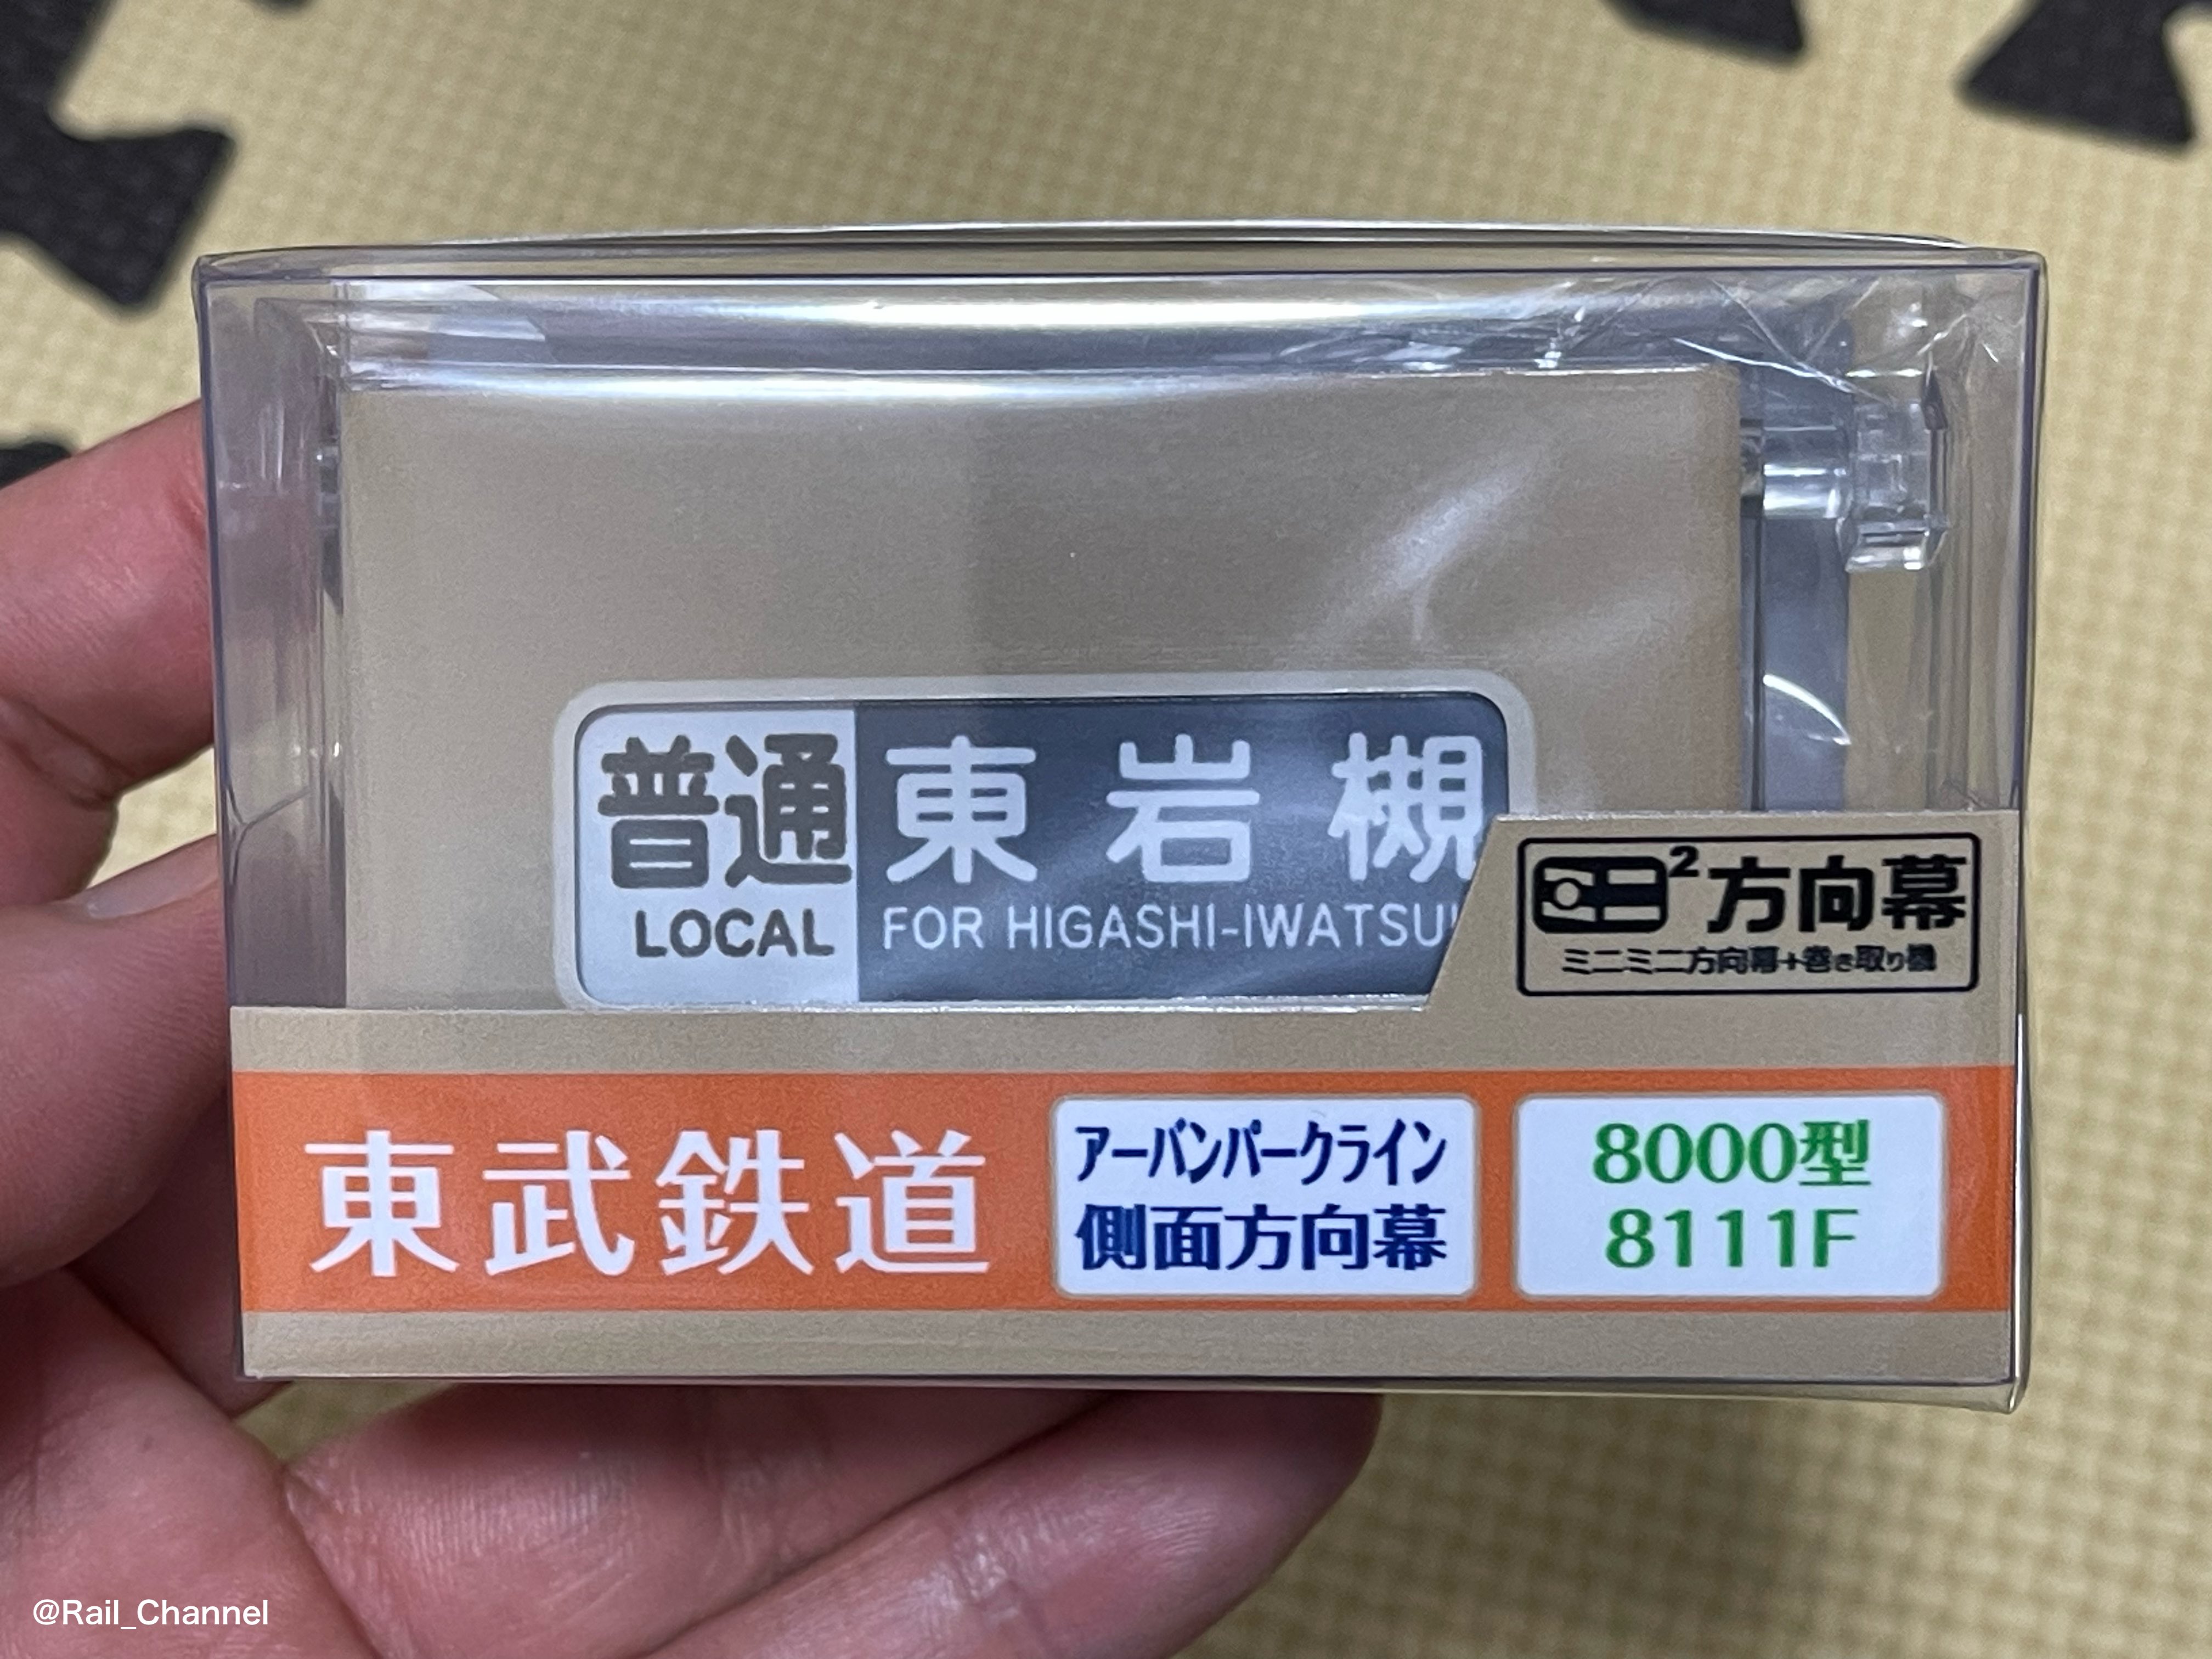 普通 東岩槻
LOCAL FOR HIGASHI-IWATSU
2 方向幕
ミニミニ方向幕+巻き取り機
東武鉄道
アーバンパークライン
側面方向幕
8000型
8111F
@Rail_Channel